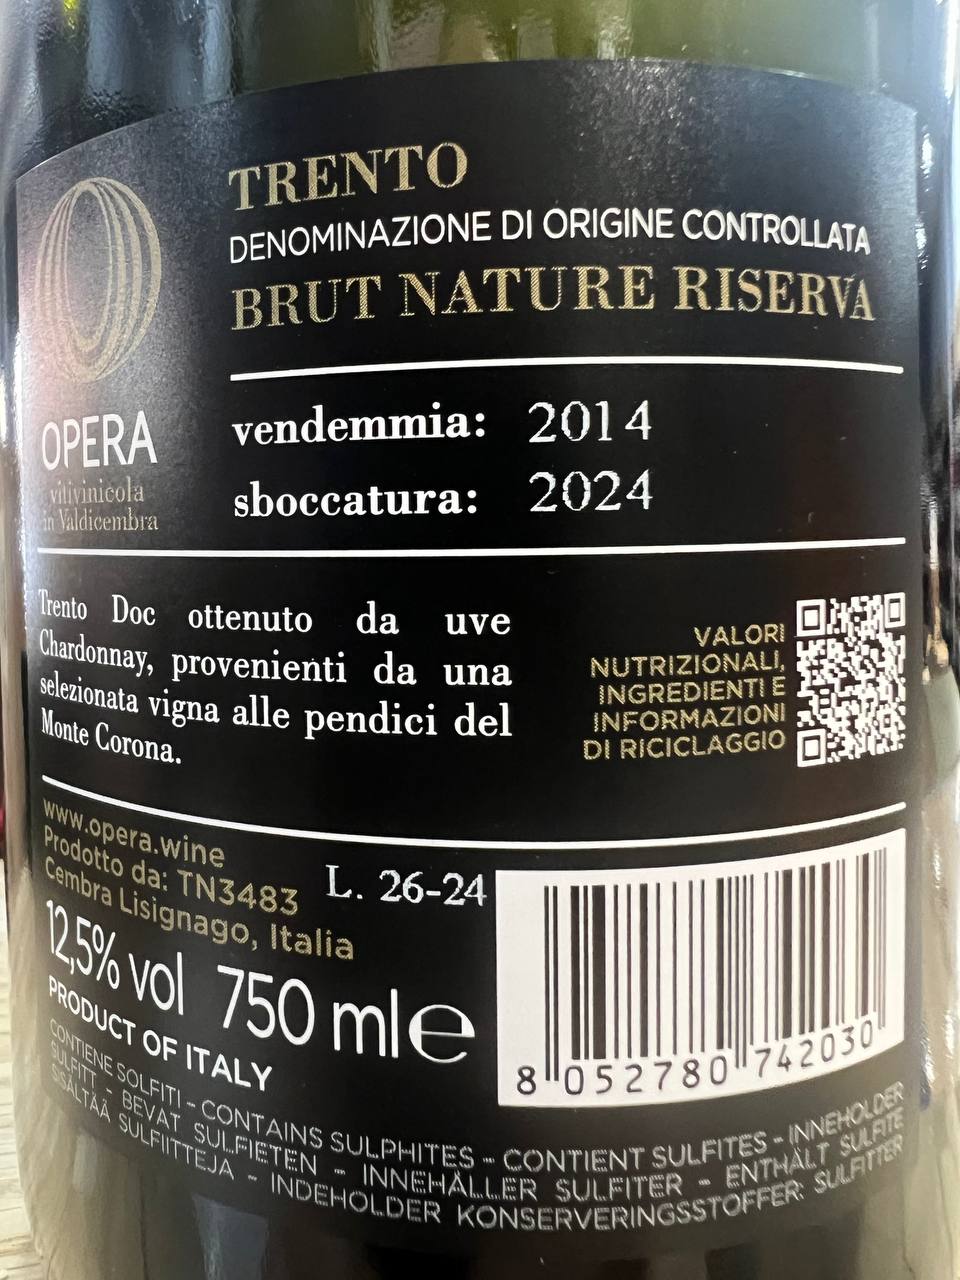 TRENTO
DENOMINAZIONE DI ORIGINE CONTROLLATA
BRUT NATURE RISERVA
OPERA
vitivinicola
in Valdicembra
vendemmia: 2014
sboccatura: 2024
Trento Doc ottenuto da uve
Chardonnay, provenienti da una
selezionata vigna alle pendici del
Monte Corona.
VALORI
NUTRIZIONALI,
INGREDIENTI E
INFORMAZIONI
DI RICICLAGGIO
www.opera.wine
Prodotto da: TN3483
Cembra Lisignago, Italia
L. 26-24
12,5% vol 750 ml e
PRODUCT OF ITALY
8 052780 742030
CONTIENE SOLFITI - CONTAINS SULPHITES - CONTIENT SULFITES - INNEHOLDER
SULFITT - BEVAT SULFIETEN - INNEHÅLLER SULFITER - ENTHÄLT SULFITE
SISÄLTÄÄ SULFIITTEJA - INDEHOLDER KONSERVERINGSSTOFFER: SULFITTER